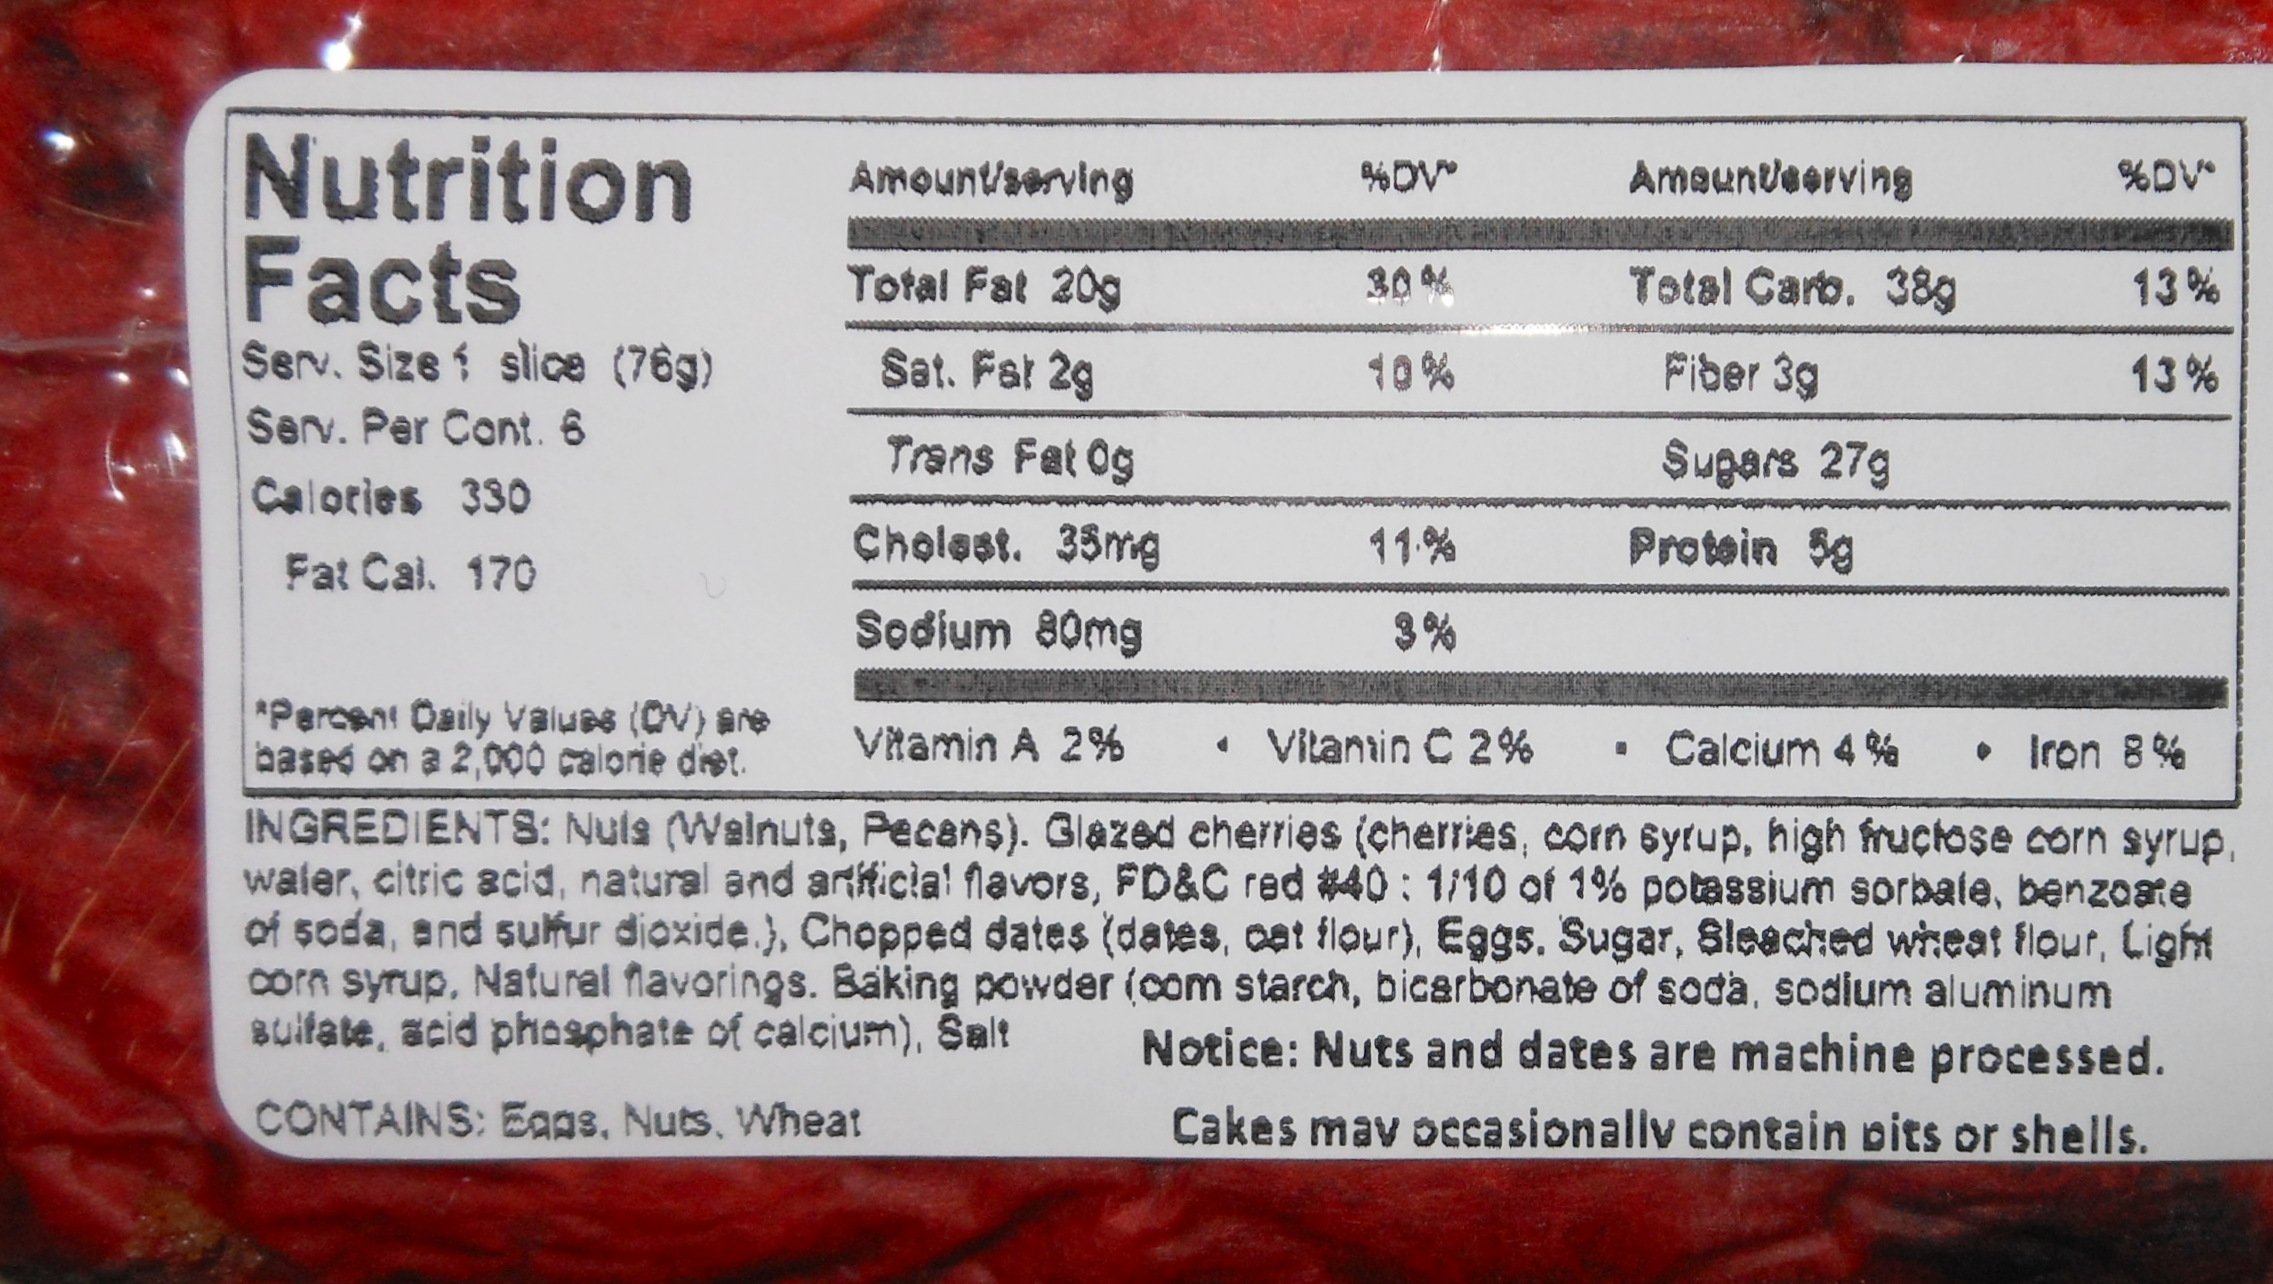 Nutrition
Facts
Serv. Size 1 slice (76g)
Serv. Per Cont. 6
Calories 330
Fat Cal. 170
*Percent Daily Values (DV) are
based on a 2,000 calorie diet.
Amount/serving %DV* Amount/serving %DV*
Total Fat 20g 30% Total Carb. 38g 13%
Sat. Fat 2g 10% Fiber 3g 13%
Trans Fat 0g Sugars 27g
Cholest. 35mg 11% Protein 5g
Sodium 80mg 3%
Vitamin A 2% • Vitamin C 2% • Calcium 4% • Iron 8%
INGREDIENTS: Nuts (Walnuts, Pecans). Glazed cherries (cherries, corn syrup, high fructose corn syrup,
water, citric acid, natural and artificial flavors, FD&C red #40 : 1/10 of 1% potassium sorbate, benzoate
of soda, and sulfur dioxide.), Chopped dates (dates, oat flour), Eggs. Sugar, Bleached wheat flour, Light
corn syrup, Natural flavorings. Baking powder (corn starch, bicarbonate of soda, sodium aluminum
sulfate, acid phosphate of calcium), Salt
Notice: Nuts and dates are machine processed.
CONTAINS: Eggs, Nuts, Wheat
Cakes may occasionally contain pits or shells.